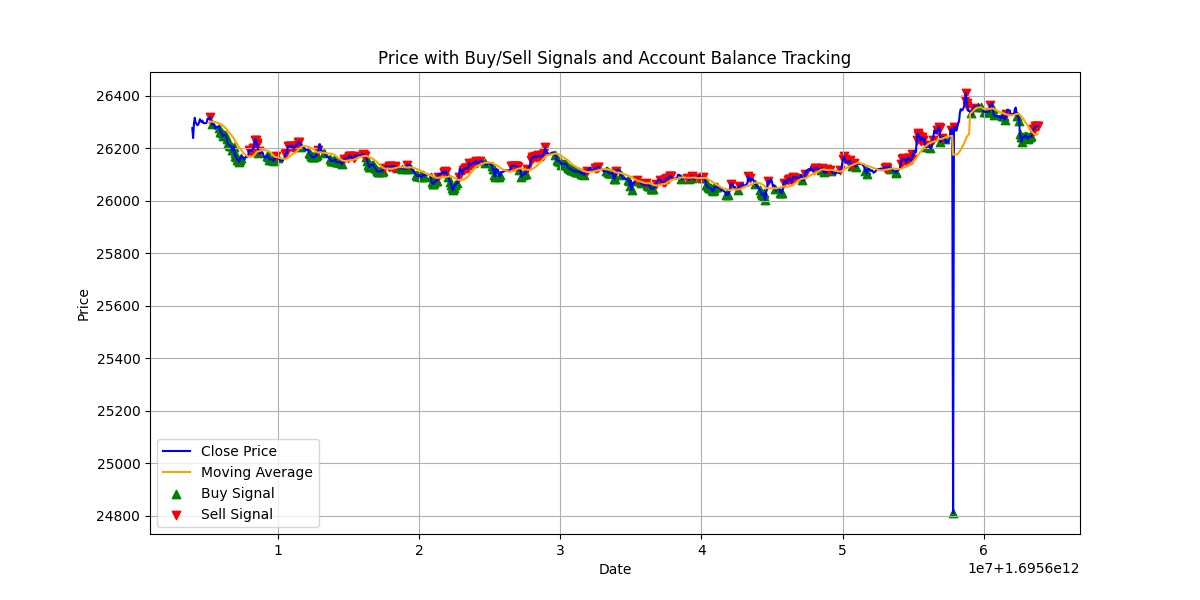 Price with Buy/Sell Signals and Account Balance Tracking
26400
26200
26000
25800
25600
25400
25200
25000
24800
Price
Close Price
Moving Average
Buy Signal
Sell Signal
1 2 3 4 5 6
Date
1e7+1.6956e12